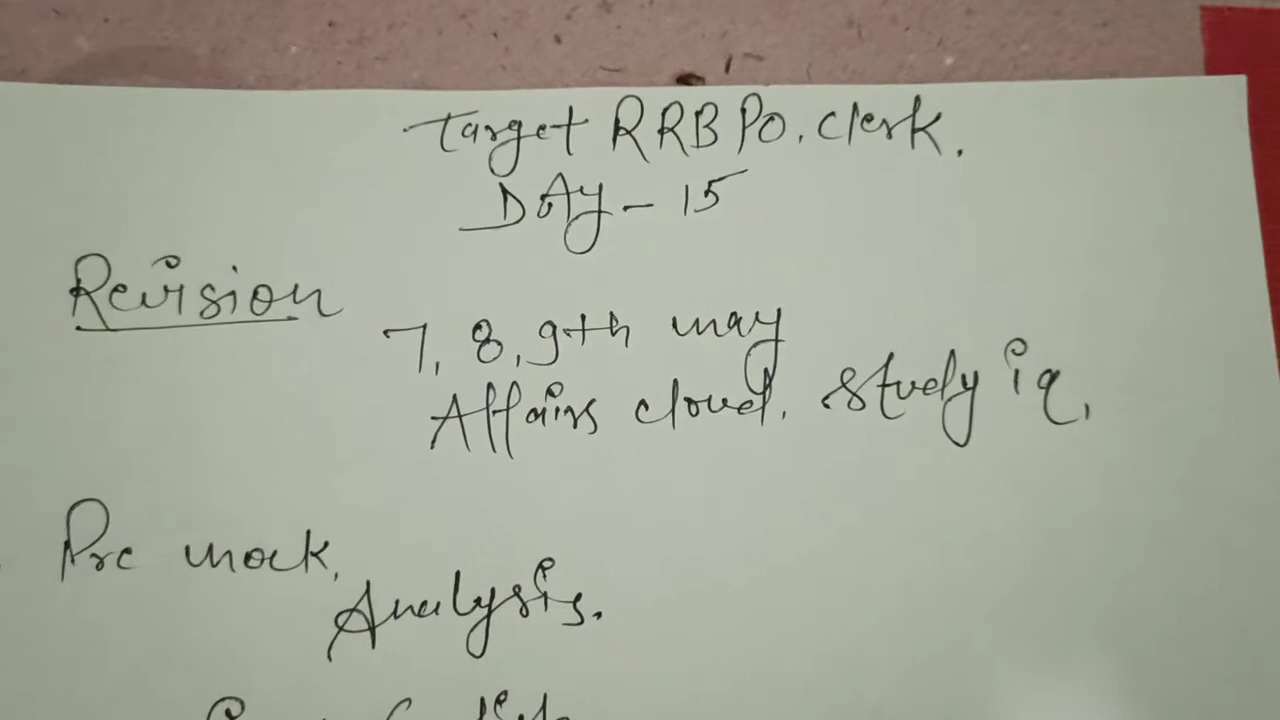 Target RRB PO. clerk.
DAy - 15
Revision
7, 8, 9th may
Affairs cloud. study iq,
Pre mock,
Analysis.